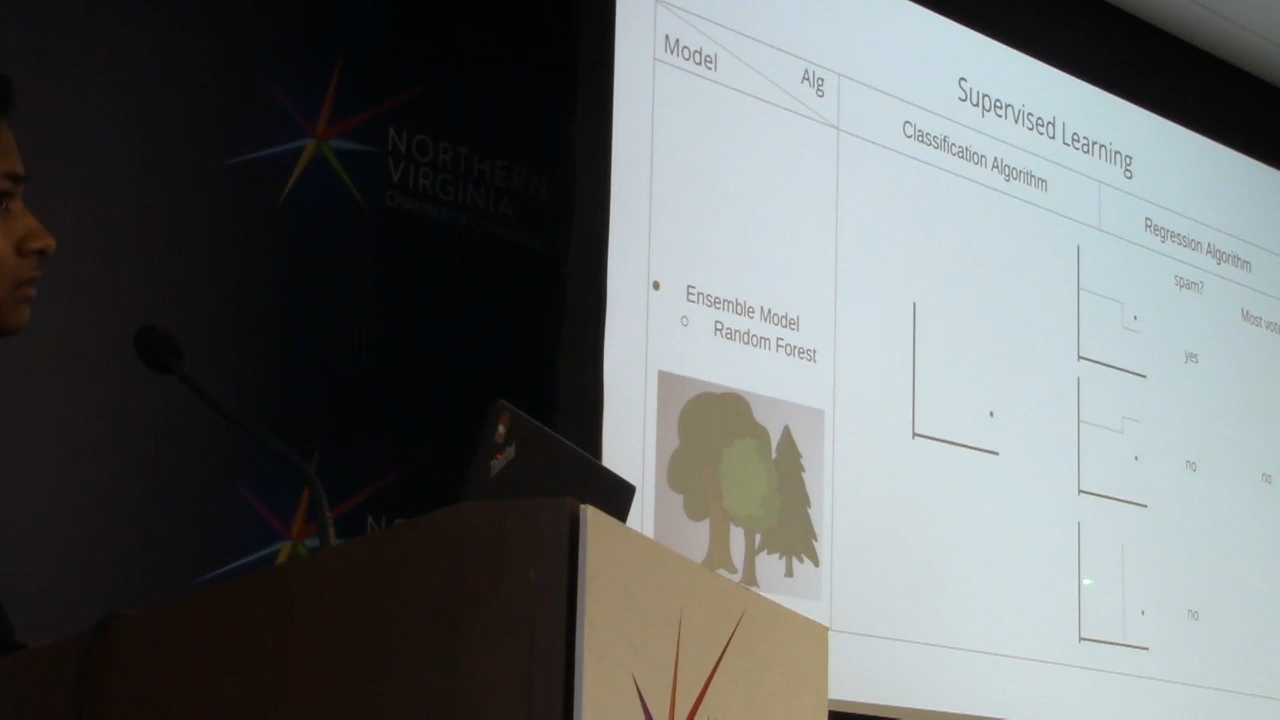 NORTHERN
VIRGINIA
Model
Alg
Supervised Learning
Classification Algorithm
Regression Algorithm
Ensemble Model
Random Forest
spam?
Most vote
yes
no
no
no